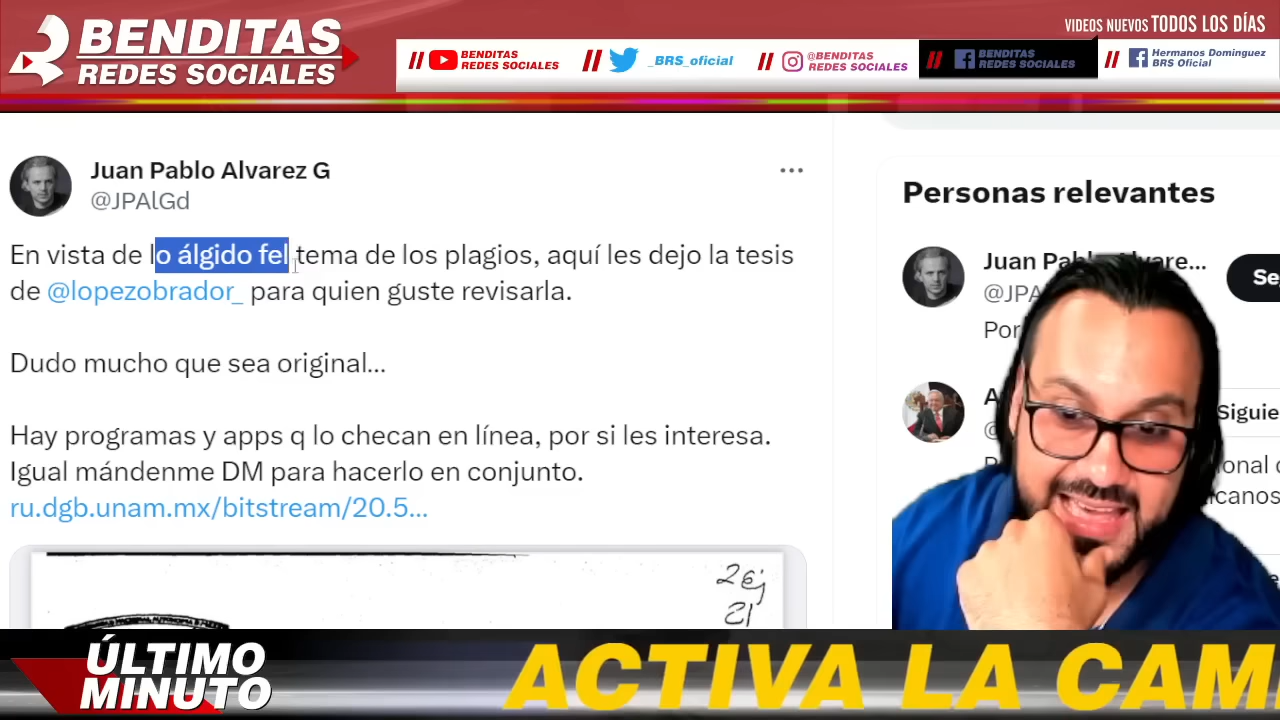 BENDITAS
REDES SOCIALES
VIDEOS NUEVOS TODOS LOS DÍAS
// BENDITAS
REDES SOCIALES
// _BRS_oficial
// @BENDITAS
REDES SOCIALES
// BENDITAS
REDES SOCIALES
// Hermanos Dominguez
BRS Oficial
Juan Pablo Alvarez G
@JPAlGd
...
En vista de lo álgido fel tema de los plagios, aquí les dejo la tesis
de @lopezobrador_ para quien guste revisarla.
Dudo mucho que sea original...
Hay programas y apps q lo checan en línea, por si les interesa.
Igual mándenme DM para hacerlo en conjunto.
ru.dgb.unam.mx/bitstream/20.5...
2ej
21
Personas relevantes
Juan Pablo Alvare...
@JPA
Se
Por
A
@
Siguie
onal d
icanos
ÚLTIMO
MINUTO
ACTIVA LA CAM